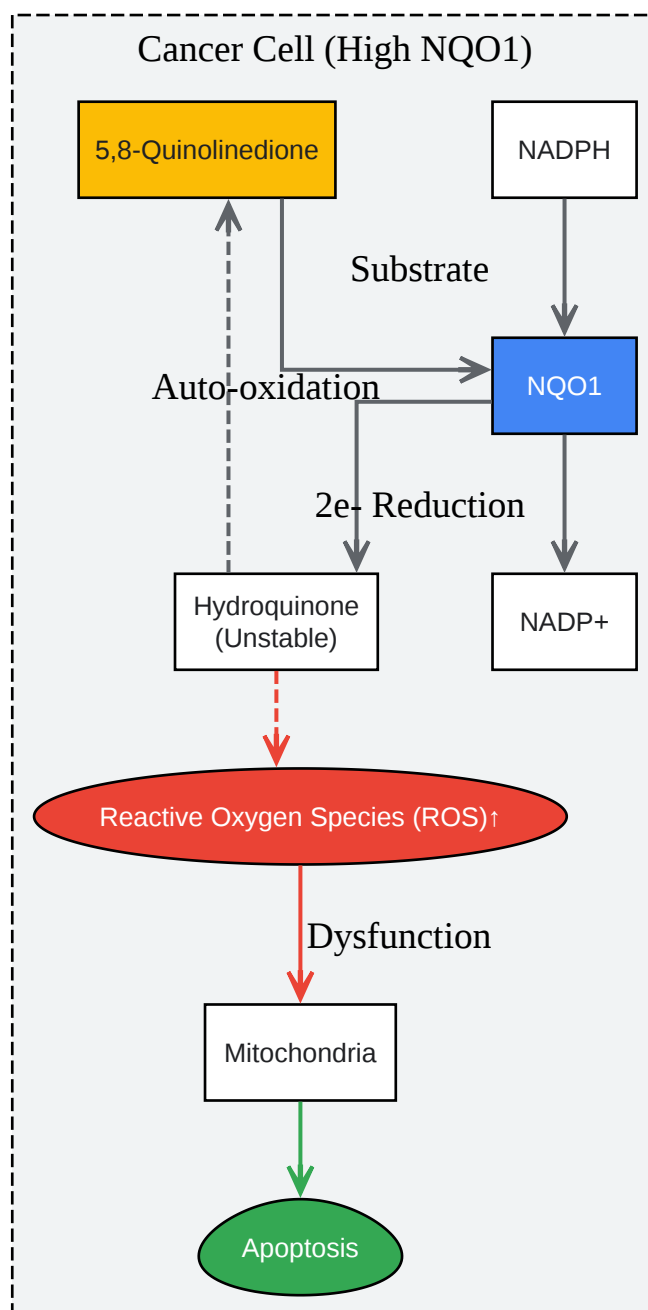 Cancer Cell (High NQO1)
5,8-Quinolinedione
NADPH
Substrate
NQO1
Auto-oxidation
2e- Reduction
Hydroquinone
(Unstable)
NADP+
Reactive Oxygen Species (ROS)↑
Dysfunction
Mitochondria
Apoptosis